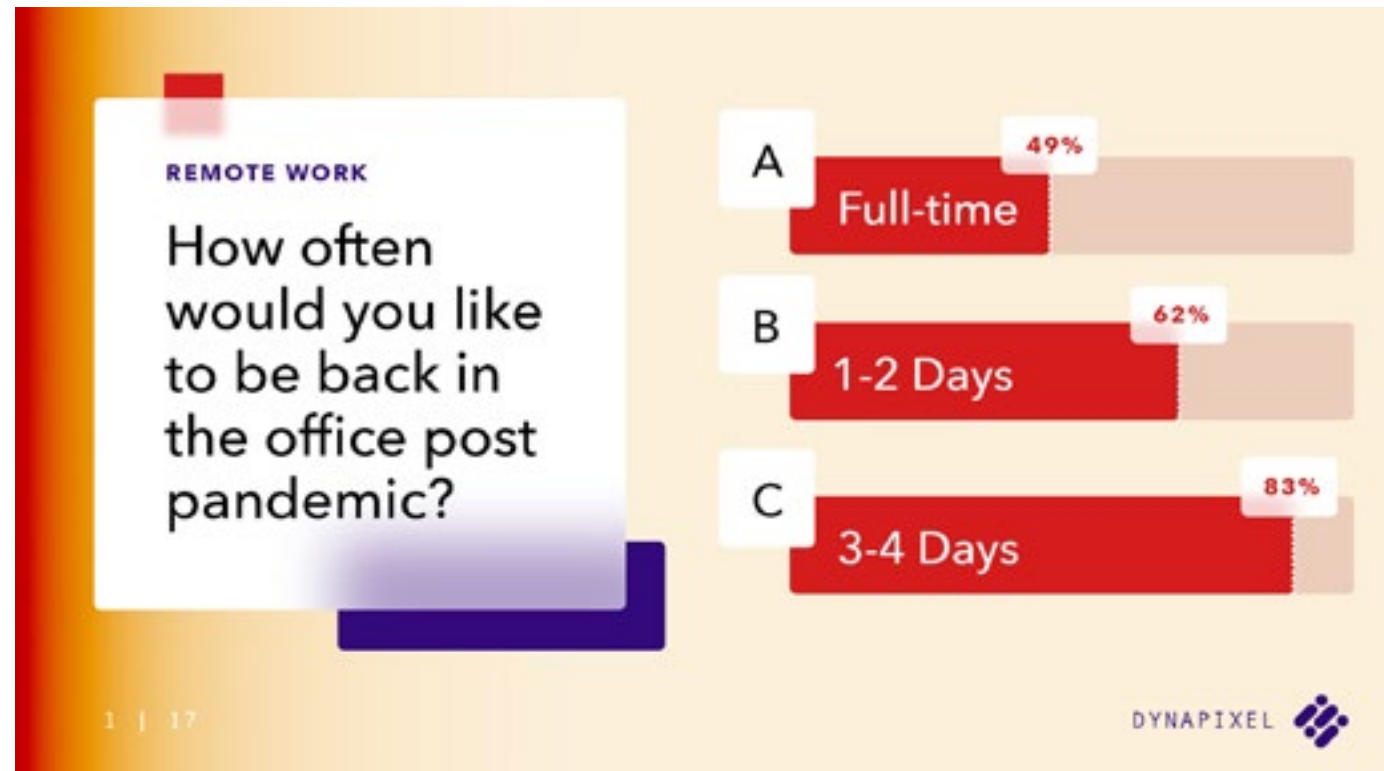 REMOTE WORK
How often
would you like
to be back in
the office post
pandemic?
A
49%
Full-time
B
62%
1-2 Days
C
83%
3-4 Days
1 | 17
DYNAPIXEL